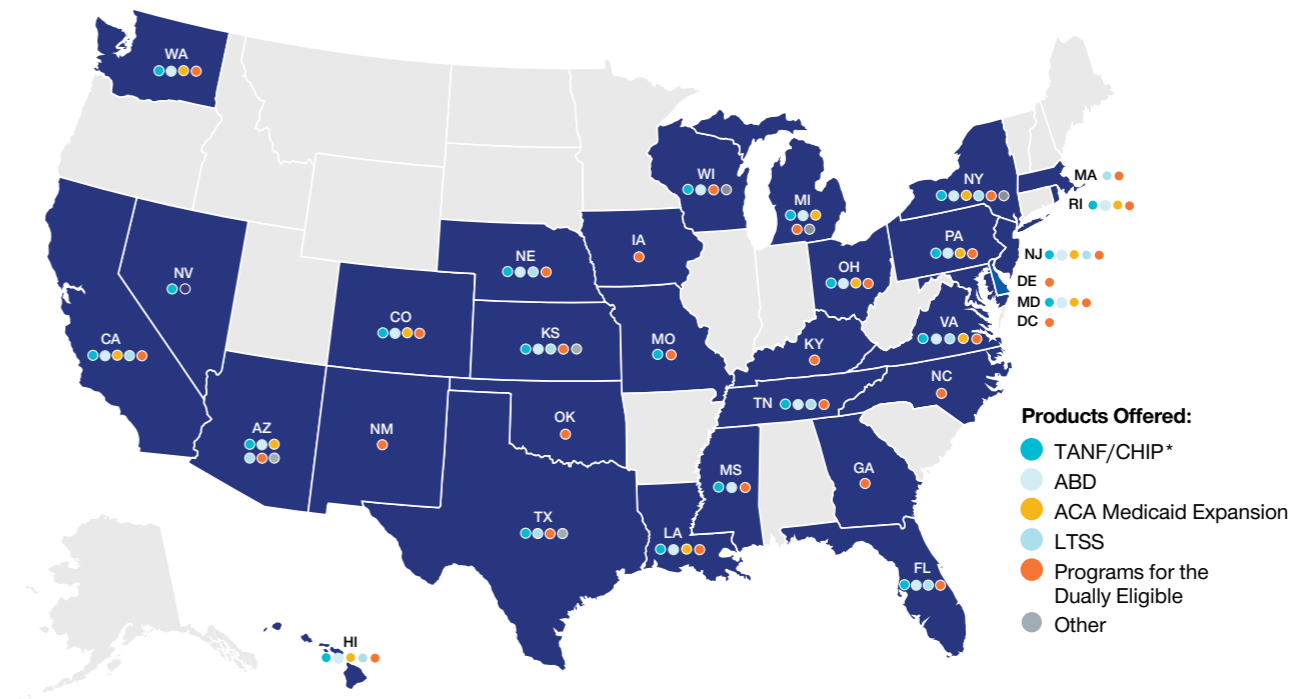 WA
WI
MI
NY
MA
RI
PA
NJ
NE
IA
OH
DE
NV
MD
CO
VA
DC
CA
KS
MO
KY
NC
TN
OK
AZ
NM
MS
GA
TX
LA
FL
HI
Products Offered:
TANF/CHIP*
ABD
ACA Medicaid Expansion
LTSS
Programs for the
Dually Eligible
Other